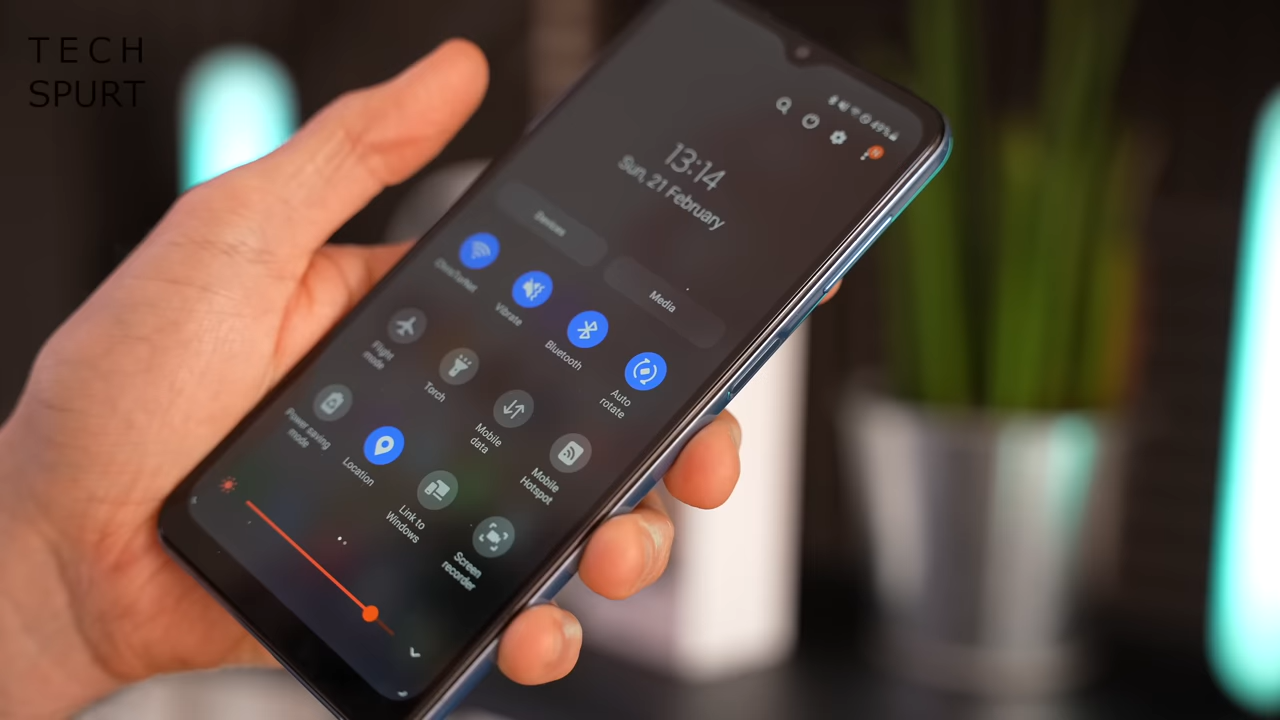 TECH
SPURT
49%
N
13:14
Sun, 21 February
Devices
Media
Vibrate
Bluetooth
Auto
rotate
Flight
mode
Torch
Mobile
data
Mobile
Hotspot
Power saving
mode
Location
Link to
Windows
Screen
recorder